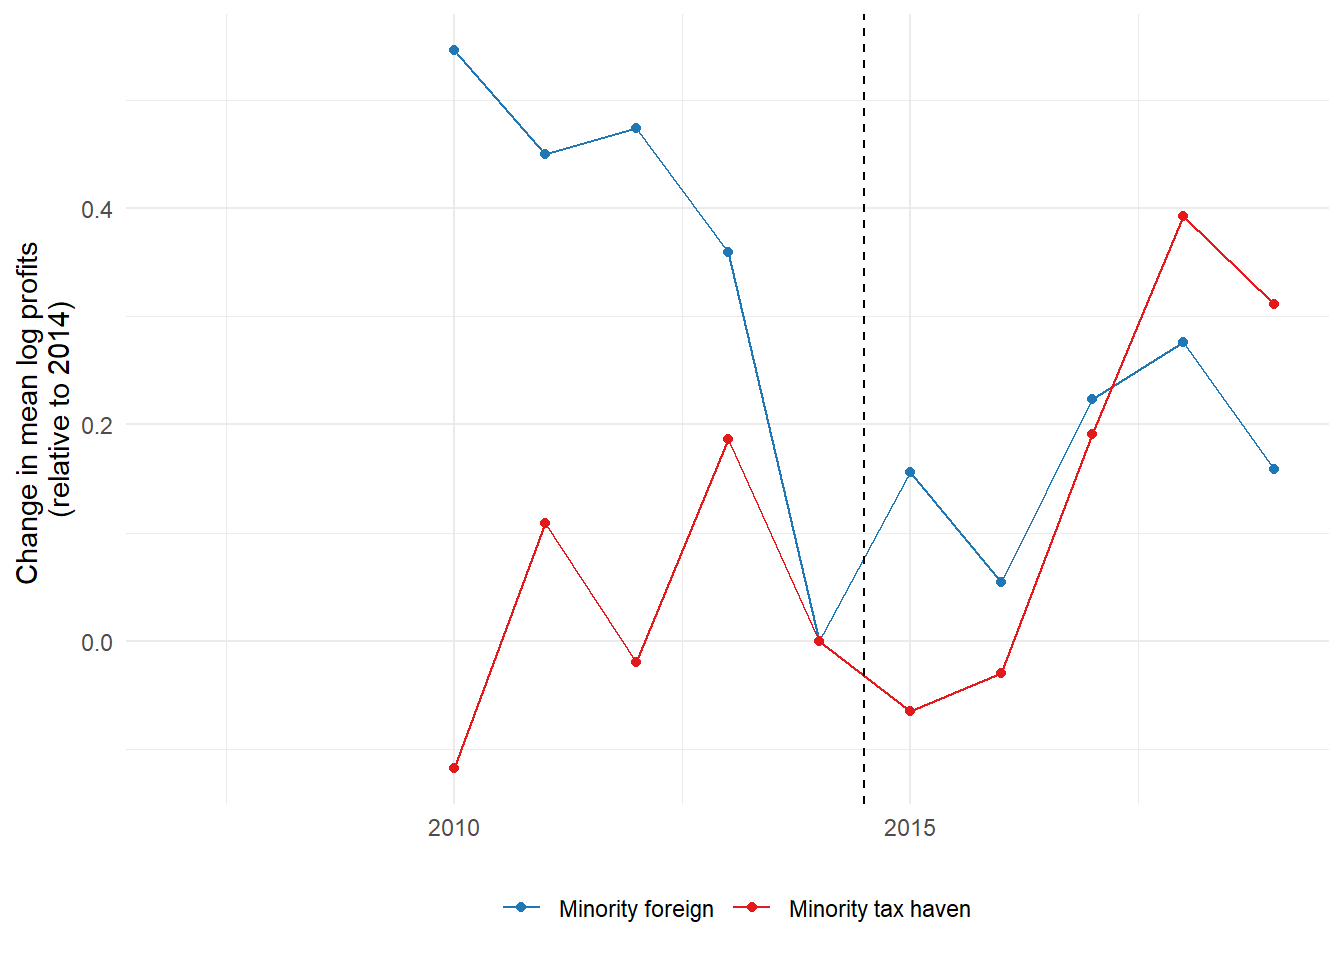 Change in mean log profits
(relative to 2014)
0.4
0.2
0.0
2010
2015
Minority foreign
Minority tax haven